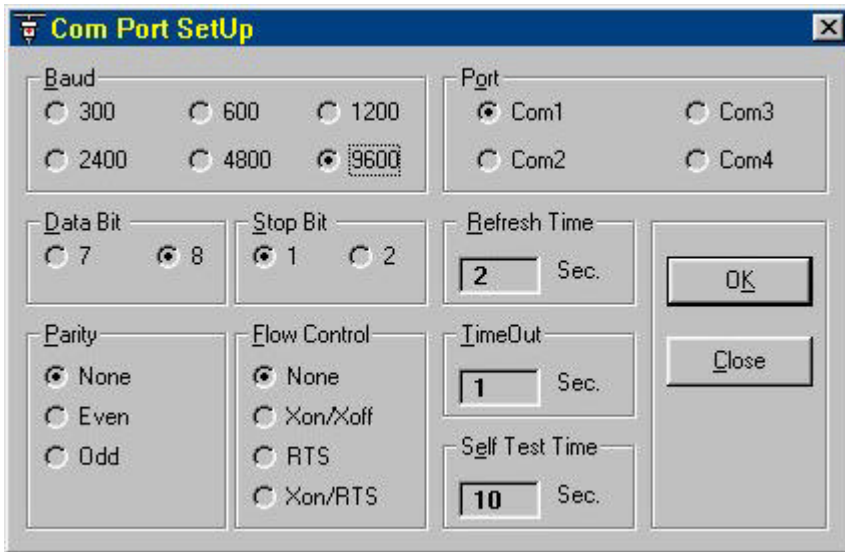 Com Port SetUp
Baud
300 600 1200
2400 4800 9600
Port
Com1 Com3
Com2 Com4
Data Bit
7 8
Stop Bit
1 2
Refresh Time
2 Sec.
OK
Close
Parity
None
Even
Odd
Flow Control
None
Xon/Xoff
RTS
Xon/RTS
TimeOut
1 Sec.
Self Test Time
10 Sec.